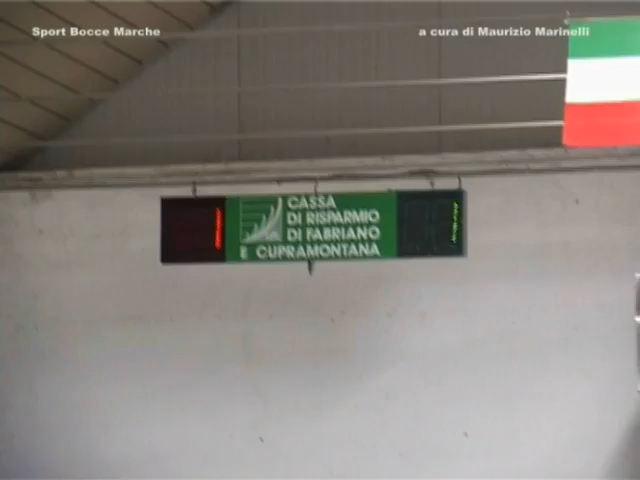 Sport Bocce Marche
a cura di Maurizio Marinelli
CASSA
DI RISPARMIO
DI FABRIANO
E CUPRAMONTANA